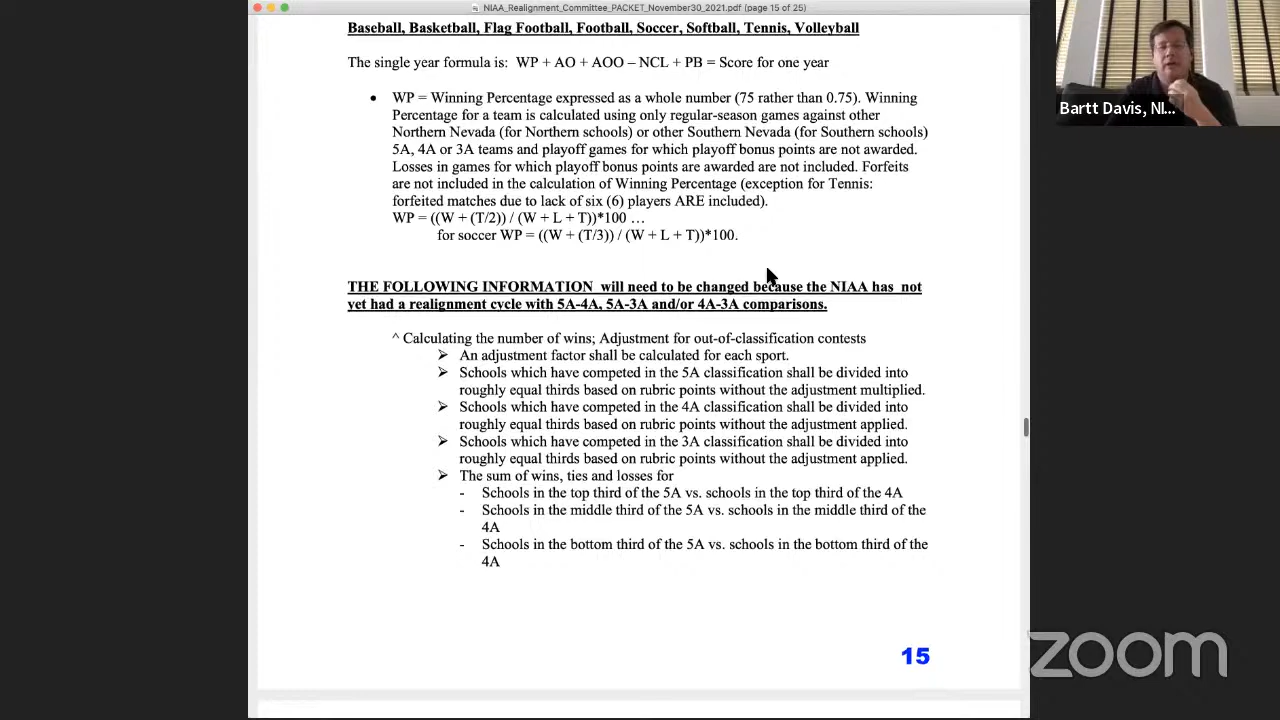 NIAA_Realignment_Committee_PACKET_November30_2021.pdf (page 15 of 25)
Baseball, Basketball, Flag Football, Football, Soccer, Softball, Tennis, Volleyball
The single year formula is:  WP + AO + AOO – NCL + PB = Score for one year
• WP = Winning Percentage expressed as a whole number (75 rather than 0.75). Winning
Percentage for a team is calculated using only regular-season games against other
Northern Nevada (for Northern schools) or other Southern Nevada (for Southern schools)
5A, 4A or 3A teams and playoff games for which playoff bonus points are not awarded.
Losses in games for which playoff bonus points are awarded are not included. Forfeits
are not included in the calculation of Winning Percentage (exception for Tennis:
forfeited matches due to lack of six (6) players ARE included).
WP = ((W + (T/2)) / (W + L + T))*100 …
for soccer WP = ((W + (T/3)) / (W + L + T))*100.
THE FOLLOWING INFORMATION  will need to be changed because the NIAA has  not
yet had a realignment cycle with 5A-4A, 5A-3A and/or 4A-3A comparisons.
^ Calculating the number of wins; Adjustment for out-of-classification contests
➢ An adjustment factor shall be calculated for each sport.
➢ Schools which have competed in the 5A classification shall be divided into
roughly equal thirds based on rubric points without the adjustment multiplied.
➢ Schools which have competed in the 4A classification shall be divided into
roughly equal thirds based on rubric points without the adjustment applied.
➢ Schools which have competed in the 3A classification shall be divided into
roughly equal thirds based on rubric points without the adjustment applied.
➢ The sum of wins, ties and losses for
- Schools in the top third of the 5A vs. schools in the top third of the 4A
- Schools in the middle third of the 5A vs. schools in the middle third of the
4A
- Schools in the bottom third of the 5A vs. schools in the bottom third of the
4A
15
Bartt Davis, NI...
zoom